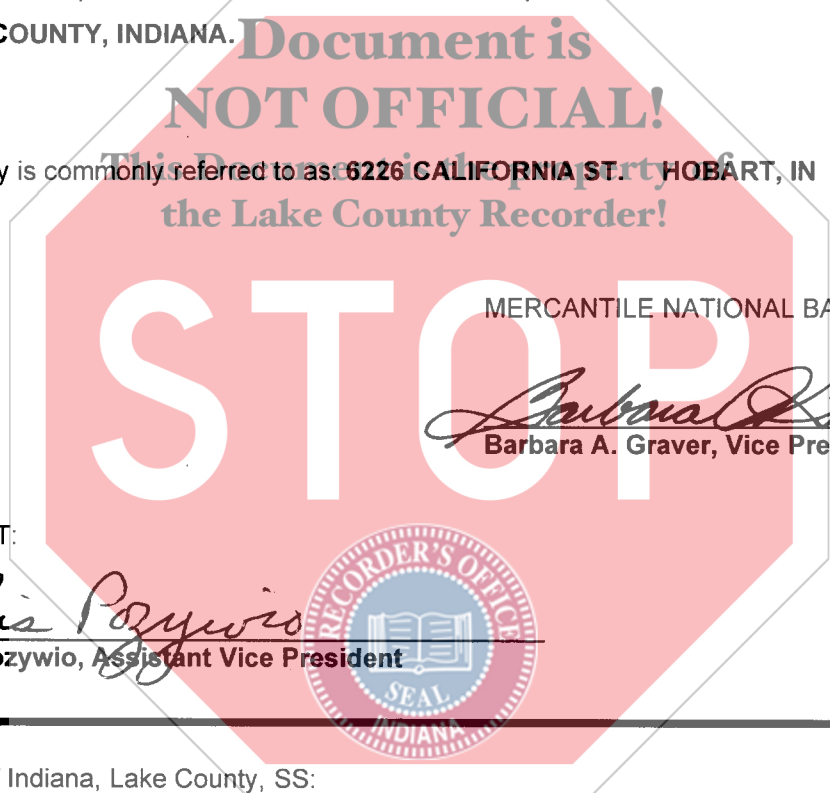 COUNTY, INDIANA.
Document is
NOT OFFICIAL!
y is commonly referred to as: 6226 CALIFORNIA ST. HOBART, IN
This Document is the property of
the Lake County Recorder!
STOP
MERCANTILE NATIONAL BA
Barbara A. Graver, Vice Pre
T:
Pozywio
ozywio, Assistant Vice President
RECORDER'S OFFICE
SEAL
INDIANA
Indiana, Lake County, SS: